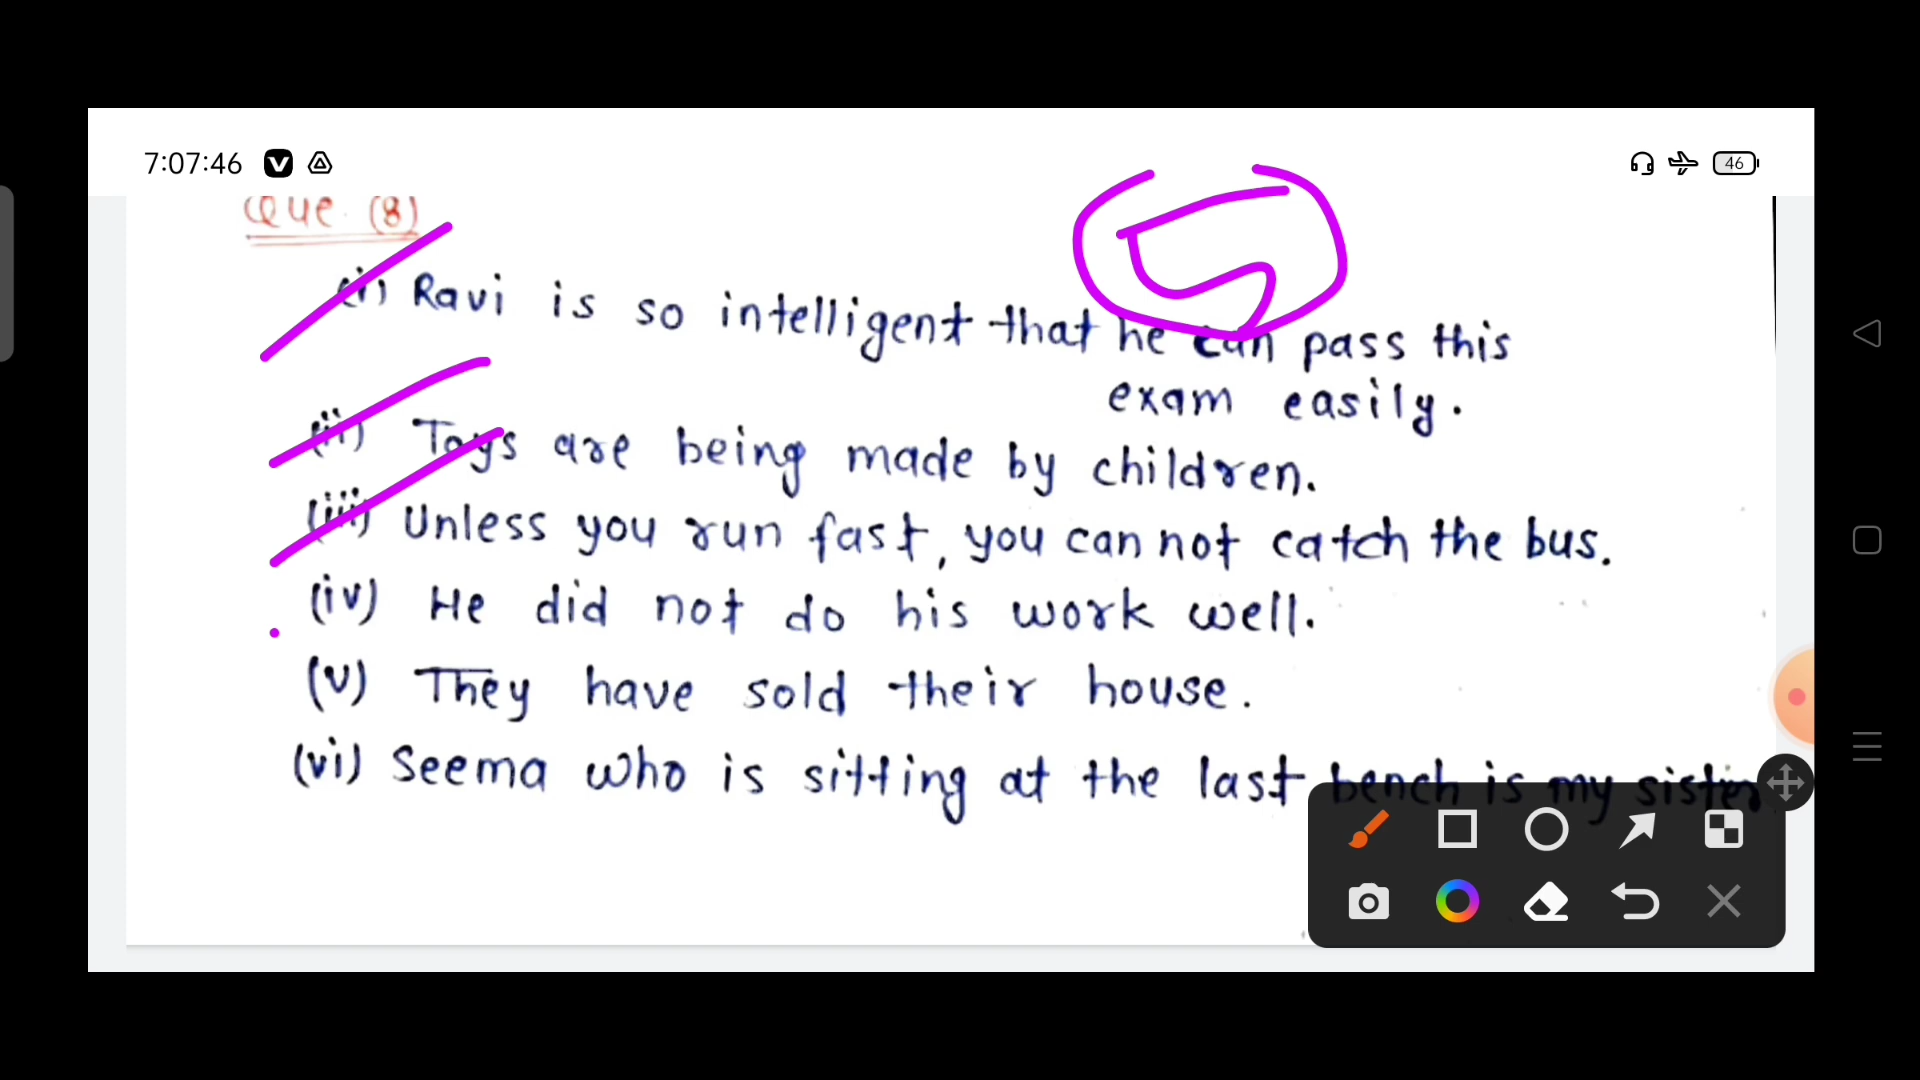 7:07:46 46
Que. (8)
(i) Ravi is so intelligent that he can pass this
exam easily.
(ii) Toys are being made by children.
(iii) Unless you run fast, you can not catch the bus.
(iv) He did not do his work well.
(v) They have sold their house.
(vi) Seema who is sitting at the last bench is my sister
5